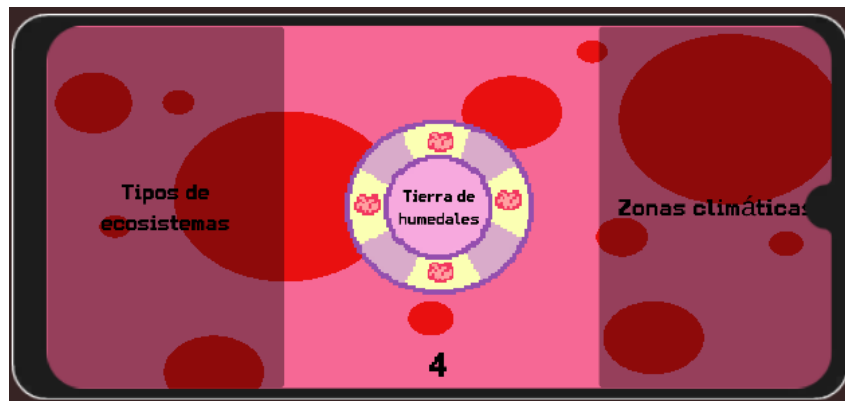 Tipos de
ecosistemas
Tierra de
humedales
Zonas climáticas
4